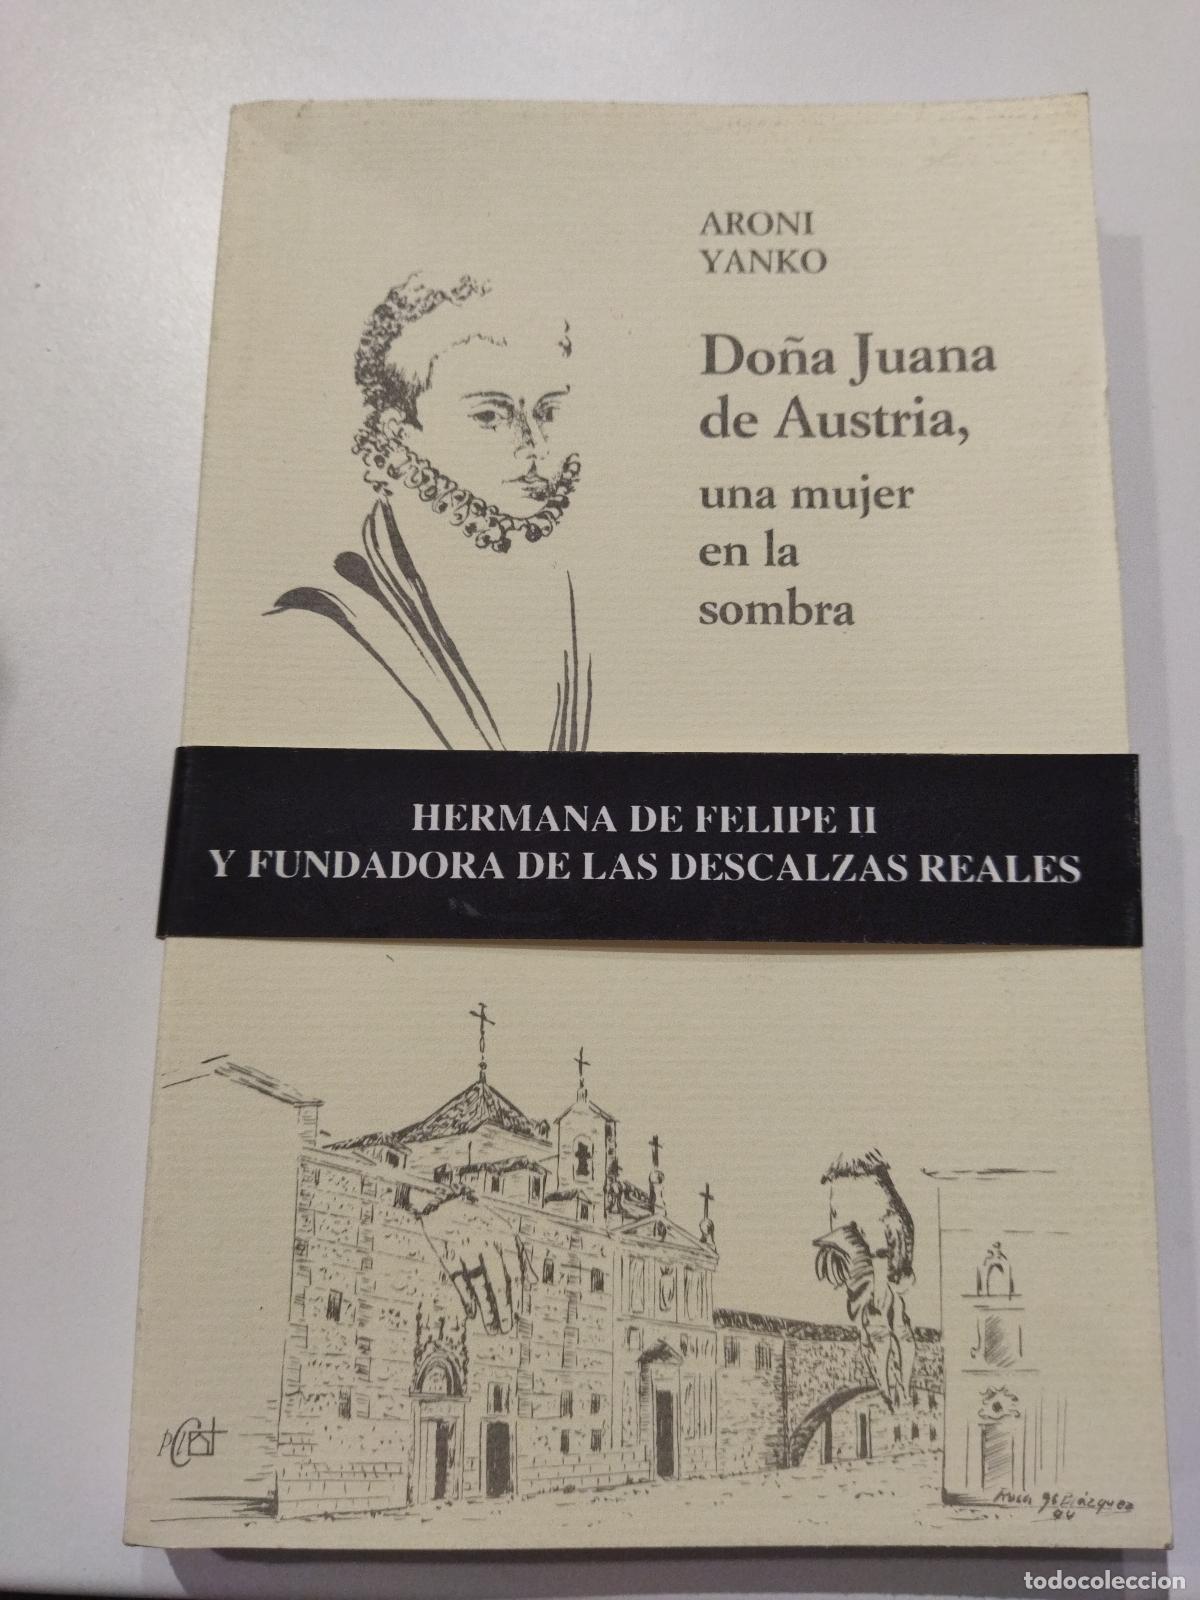 ARONI
YANKO
Doña Juana
de Austria,
una mujer
en la
sombra
HERMANA DE FELIPE II
Y FUNDADORA DE LAS DESCALZAS REALES
todocoleccion